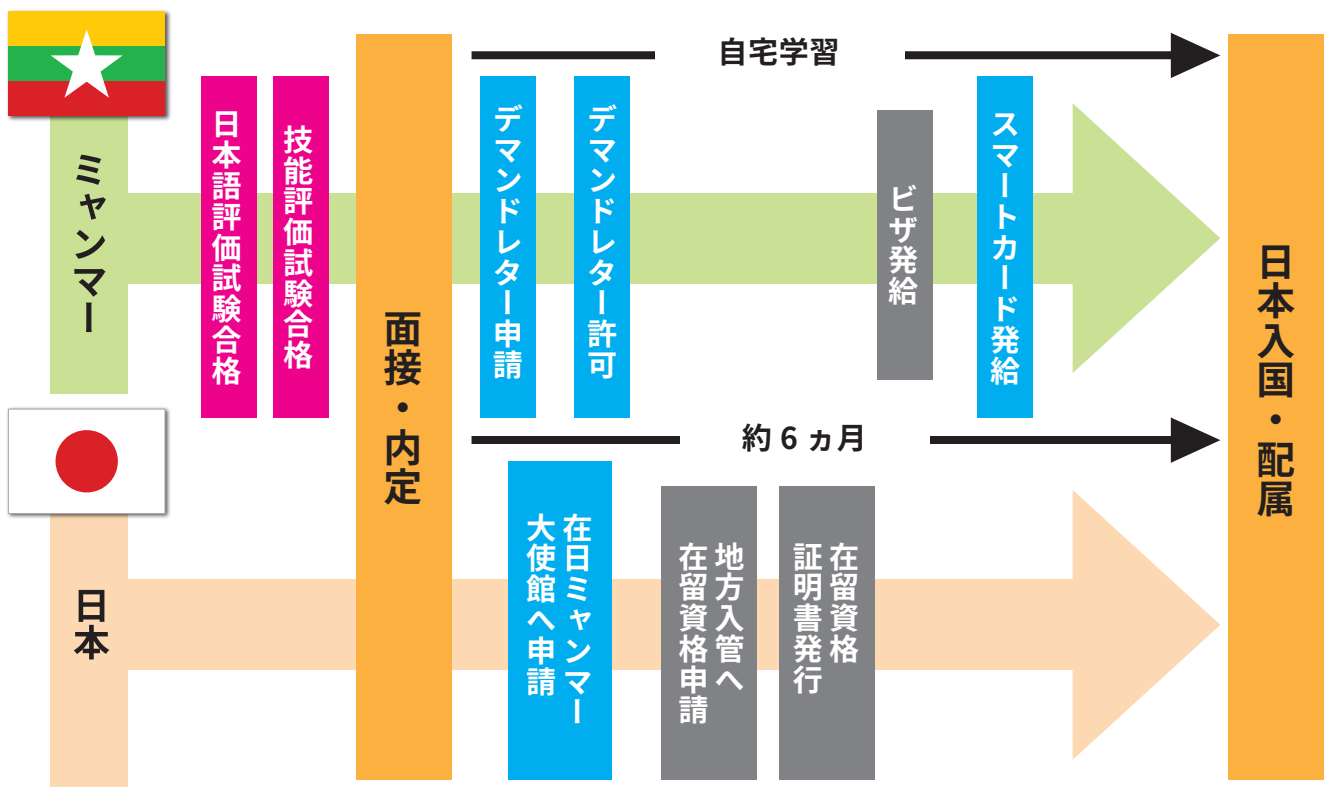 ミャンマー
日本語評価試験合格
技能評価試験合格
面接・内定
自宅学習
デマンドレター申請
デマンドレター許可
ビザ発給
スマートカード発給
日本入国・配属
約6ヵ月
日本
在日ミャンマー
大使館へ申請
地方入管へ
在留資格申請
在留資格
証明書発行